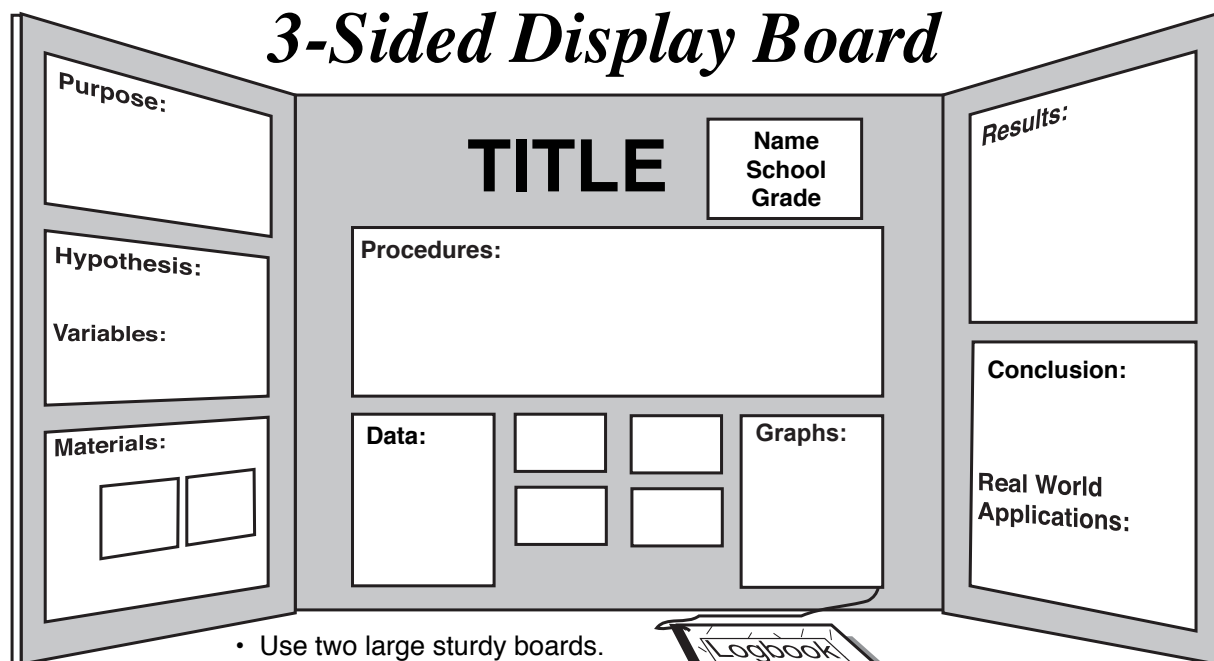 3-Sided Display Board
Purpose:
Hypothesis:
Variables:
Materials:
TITLE
Name
School
Grade
Procedures:
Data:
Graphs:
Results:
Conclusion:
Real World
Applications:
• Use two large sturdy boards.
Logbook